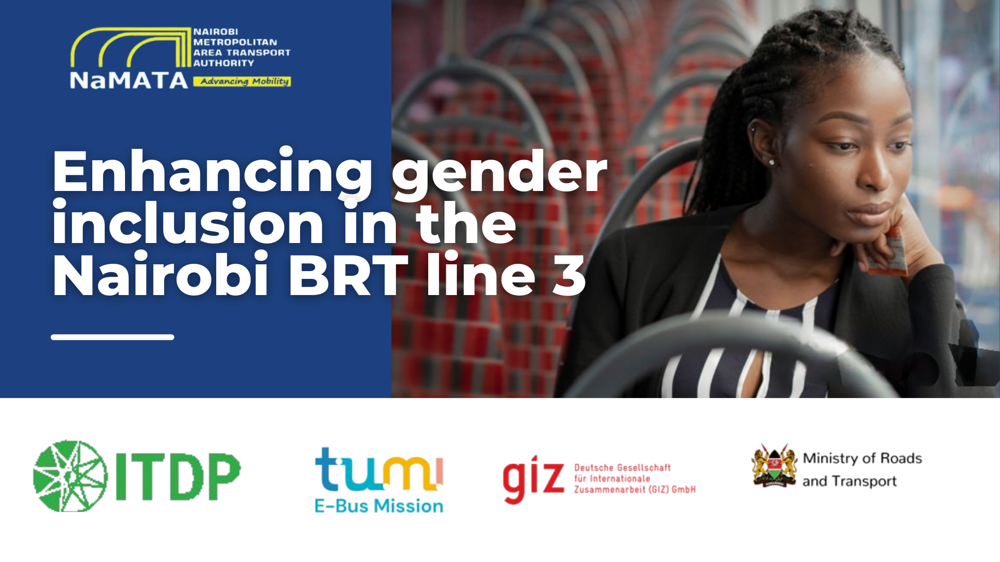 NAIROBI
METROPOLITAN
AREA TRANSPORT
AUTHORITY
NaMATA
Advancing Mobility
Enhancing gender
inclusion in the
Nairobi BRT line 3
ITDP
tumi
E-Bus Mission
giz
Deutsche Gesellschaft
für Internationale
Zusammenarbeit (GIZ) GmbH
Ministry of Roads
and Transport